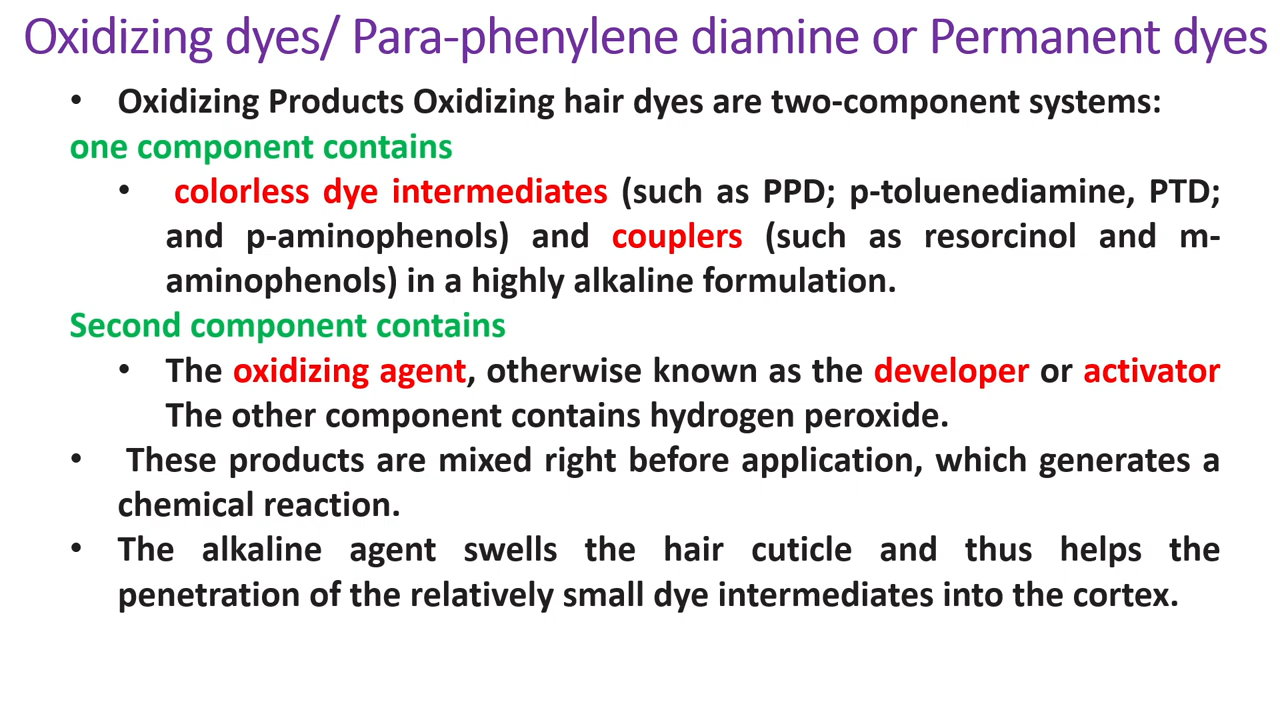 Oxidizing dyes/ Para-phenylene diamine or Permanent dyes
• Oxidizing Products Oxidizing hair dyes are two-component systems:
one component contains
• colorless dye intermediates (such as PPD; p-toluenediamine, PTD;
and p-aminophenols) and couplers (such as resorcinol and m-
aminophenols) in a highly alkaline formulation.
Second component contains
• The oxidizing agent, otherwise known as the developer or activator
The other component contains hydrogen peroxide.
• These products are mixed right before application, which generates a
chemical reaction.
• The alkaline agent swells the hair cuticle and thus helps the
penetration of the relatively small dye intermediates into the cortex.